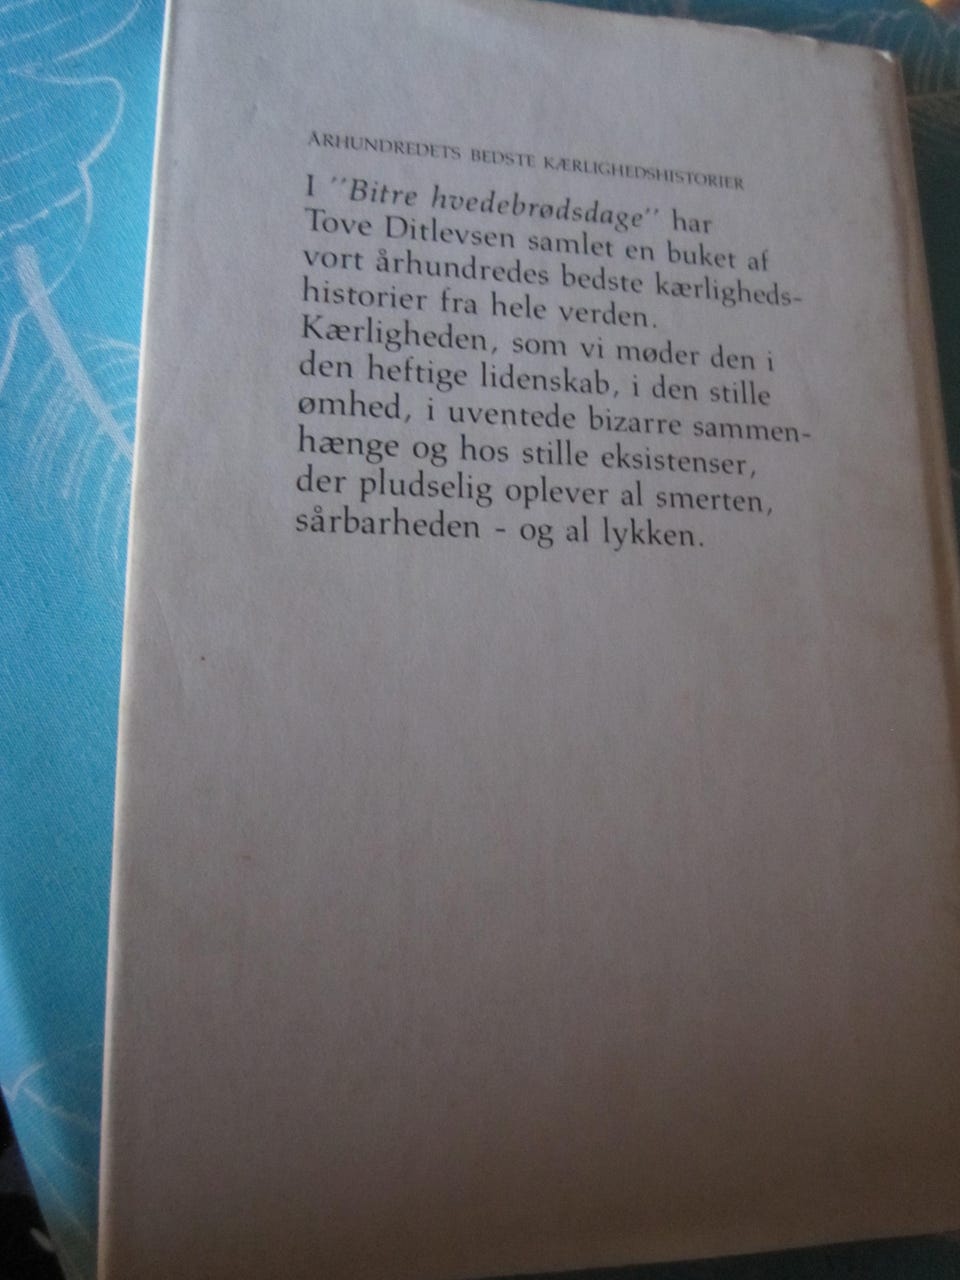 ÅRHUNDREDETS BEDSTE KÆRLIGHEDSHISTORIER
I "Bitre hvedebrødsdage" har
Tove Ditlevsen samlet en buket af
vort århundredes bedste kærligheds-
historier fra hele verden.
Kærligheden, som vi møder den i
den heftige lidenskab, i den stille
ømhed, i uventede bizarre sammen-
hænge og hos stille eksistenser,
der pludselig oplever al smerten,
sårbarheden - og al lykken.